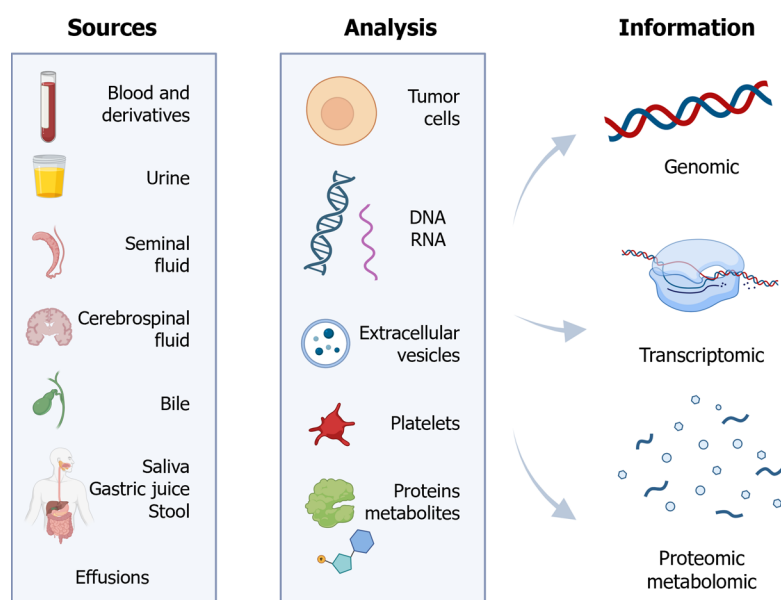 Sources
Blood and
derivatives
Urine
Seminal
fluid
Cerebrospinal
fluid
Bile
Saliva
Gastric juice
Stool
Effusions
Analysis
Tumor
cells
DNA
RNA
Extracellular
vesicles
Platelets
Proteins
metabolites
Information
Genomic
Transcriptomic
Proteomic
metabolomic